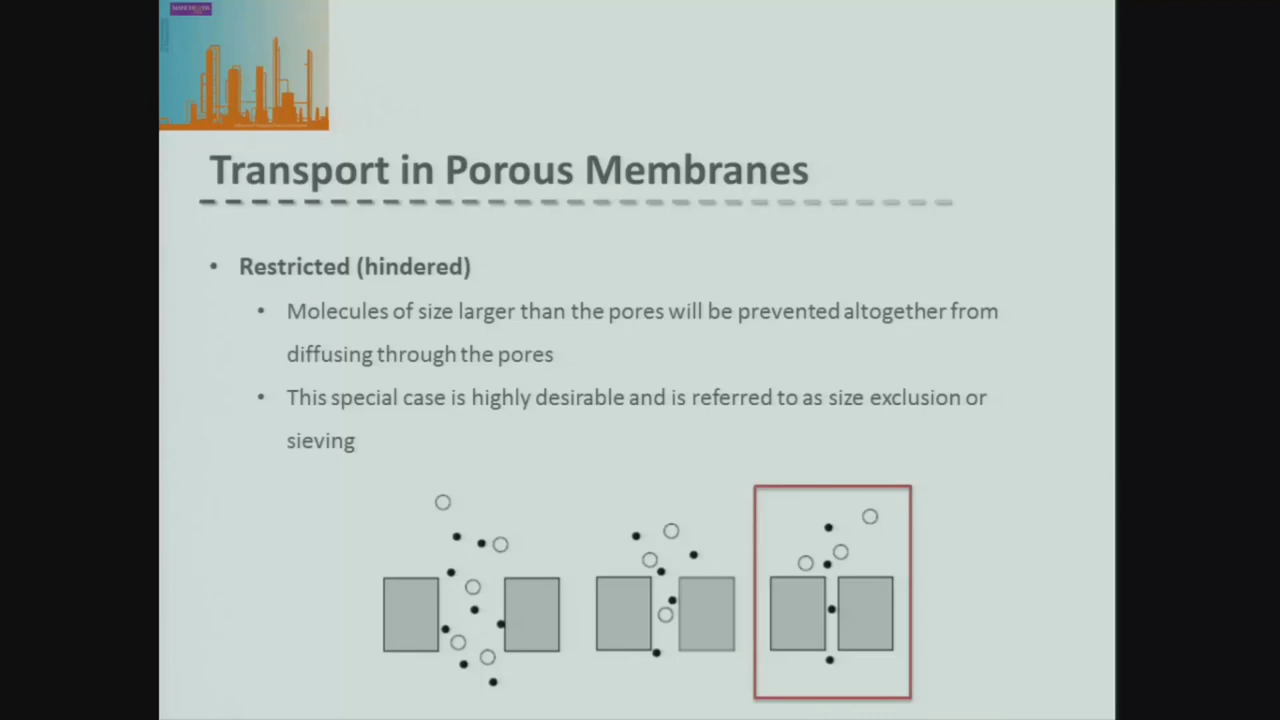 Transport in Porous Membranes
• Restricted (hindered)
• Molecules of size larger than the pores will be prevented altogether from
diffusing through the pores
• This special case is highly desirable and is referred to as size exclusion or
sieving